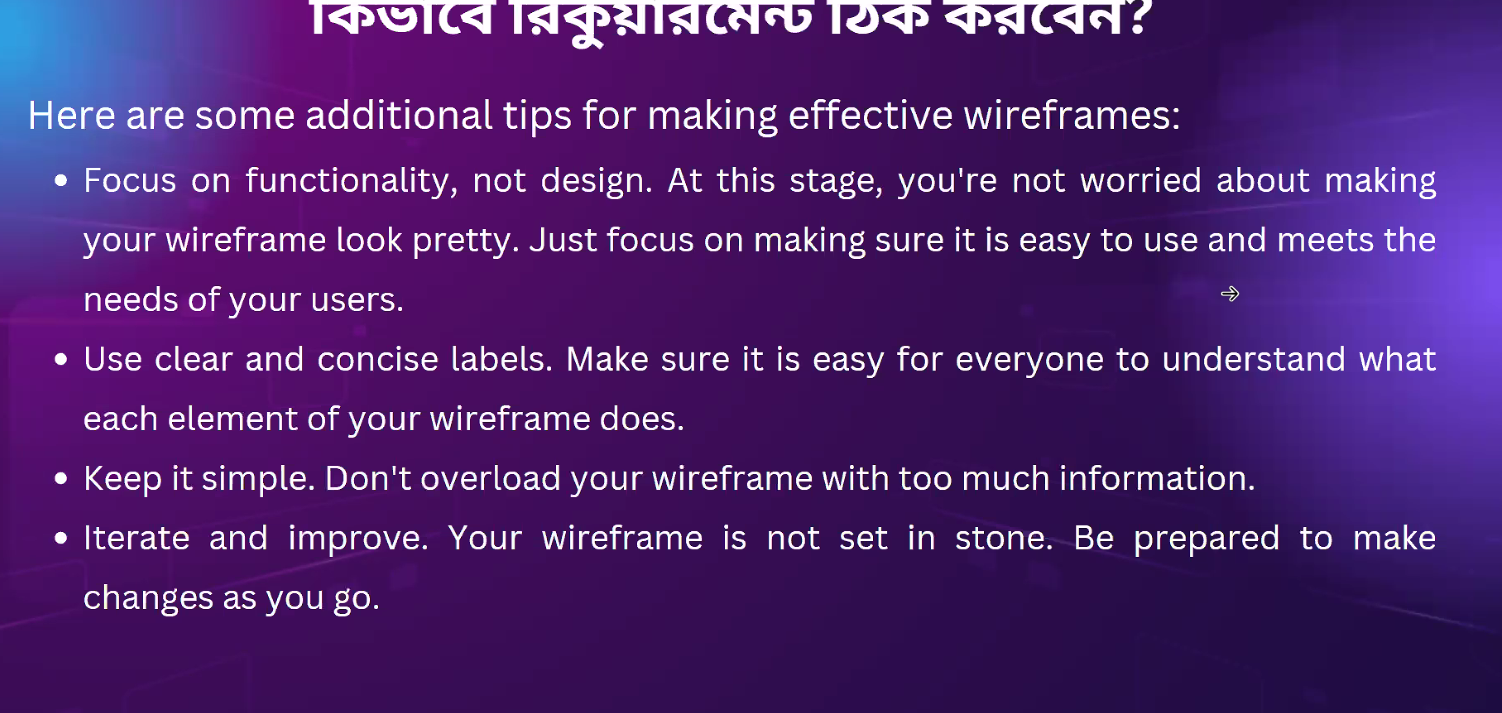 কিভাবে রিকুয়ারমেন্ট ঠিক করবেন?
Here are some additional tips for making effective wireframes:
• Focus on functionality, not design. At this stage, you're not worried about making
your wireframe look pretty. Just focus on making sure it is easy to use and meets the
needs of your users.
• Use clear and concise labels. Make sure it is easy for everyone to understand what
each element of your wireframe does.
• Keep it simple. Don't overload your wireframe with too much information.
• Iterate and improve. Your wireframe is not set in stone. Be prepared to make
changes as you go.